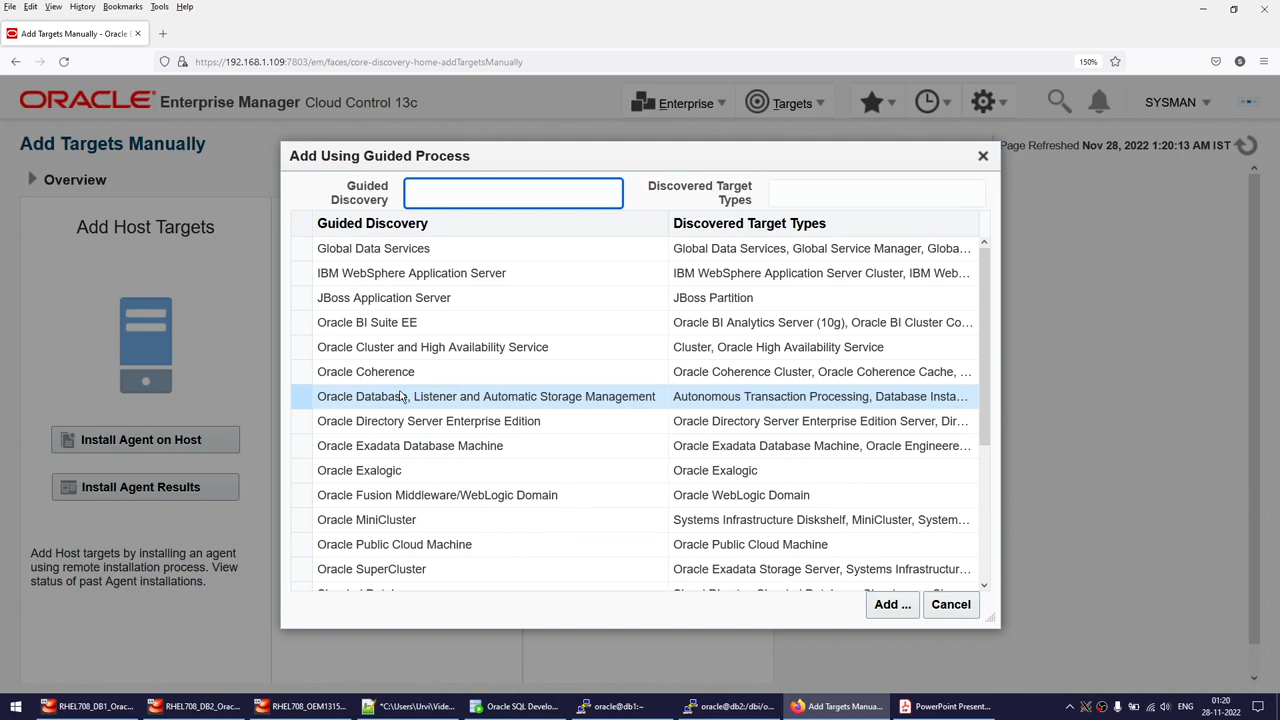 File Edit View History Bookmarks Tools Help
Add Targets Manually - Oracle
https://192.168.1.109:7803/em/faces/core-discovery-home-addTargetsManually
150%
S
ORACLE Enterprise Manager Cloud Control 13c
Enterprise Targets SYSMAN
Add Targets Manually
Page Refreshed Nov 28, 2022 1:20:13 AM IST
Overview
Add Host Targets
Install Agent on Host
Install Agent Results
Add Host targets by installing an agent
using remote installation process. View
status of past Agent installations.
Add Using Guided Process
Guided Discovery
Discovered Target Types
Guided Discovery Discovered Target Types
Global Data Services Global Data Services, Global Service Manager, Globa...
IBM WebSphere Application Server IBM WebSphere Application Server Cluster, IBM Web...
JBoss Application Server JBoss Partition
Oracle BI Suite EE Oracle BI Analytics Server (10g), Oracle BI Cluster Co...
Oracle Cluster and High Availability Service Cluster, Oracle High Availability Service
Oracle Coherence Oracle Coherence Cluster, Oracle Coherence Cache, ...
Oracle Database, Listener and Automatic Storage Management Autonomous Transaction Processing, Database Insta...
Oracle Directory Server Enterprise Edition Oracle Directory Server Enterprise Edition Server, Dir...
Oracle Exadata Database Machine Oracle Exadata Database Machine, Oracle Engineere...
Oracle Exalogic Oracle Exalogic
Oracle Fusion Middleware/WebLogic Domain Oracle WebLogic Domain
Oracle MiniCluster Systems Infrastructure Diskshelf, MiniCluster, System...
Oracle Public Cloud Machine Oracle Public Cloud Machine
Oracle SuperCluster Oracle Exadata Storage Server, Systems Infrastructur...
Add ... Cancel
RHEL708_DB1_Orac... RHEL708_DB2_Orac... RHEL708_OEM1315... *C:\Users\Urvi\Video... Oracle SQL Develo... oracle@db1:~ oracle@db2:/dbi/o... Add Targets Manua... PowerPoint Present...
01:20
28-11-2022